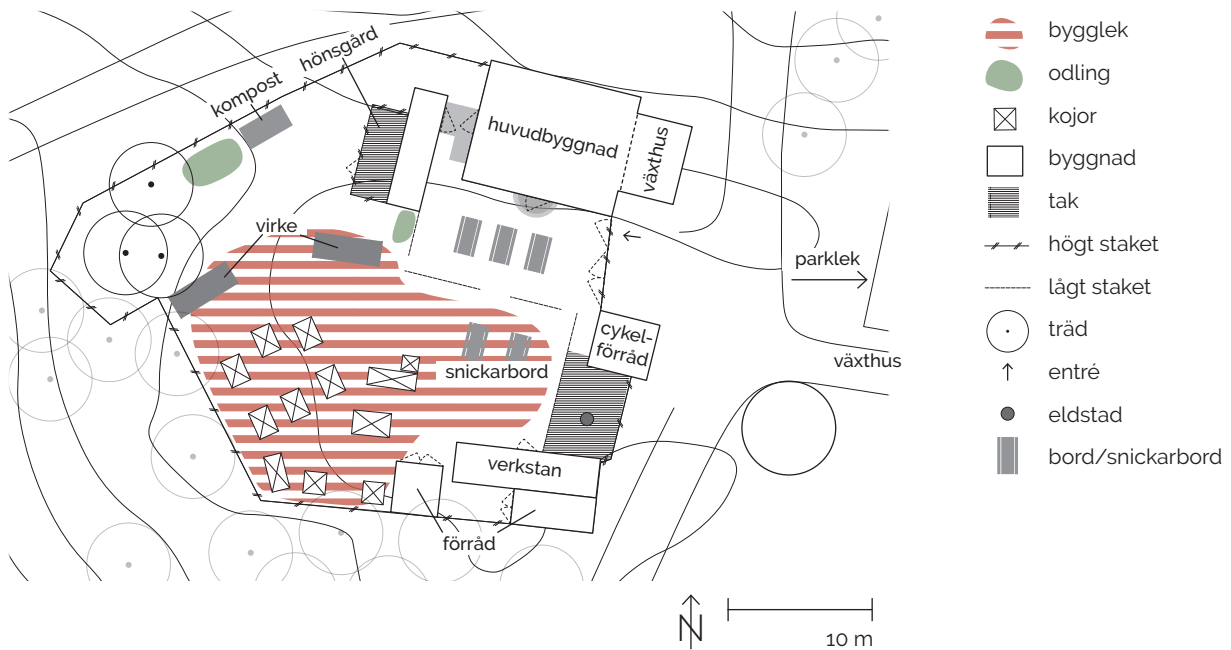 hönsgård
kompost
huvudbyggnad
växthus
virke
parklek
cykel-
förråd
växthus
snickarbord
verkstan
förråd
N
10 m
bygglek
odling
kojor
byggnad
tak
högt staket
lågt staket
träd
entré
eldstad
bord/snickarbord